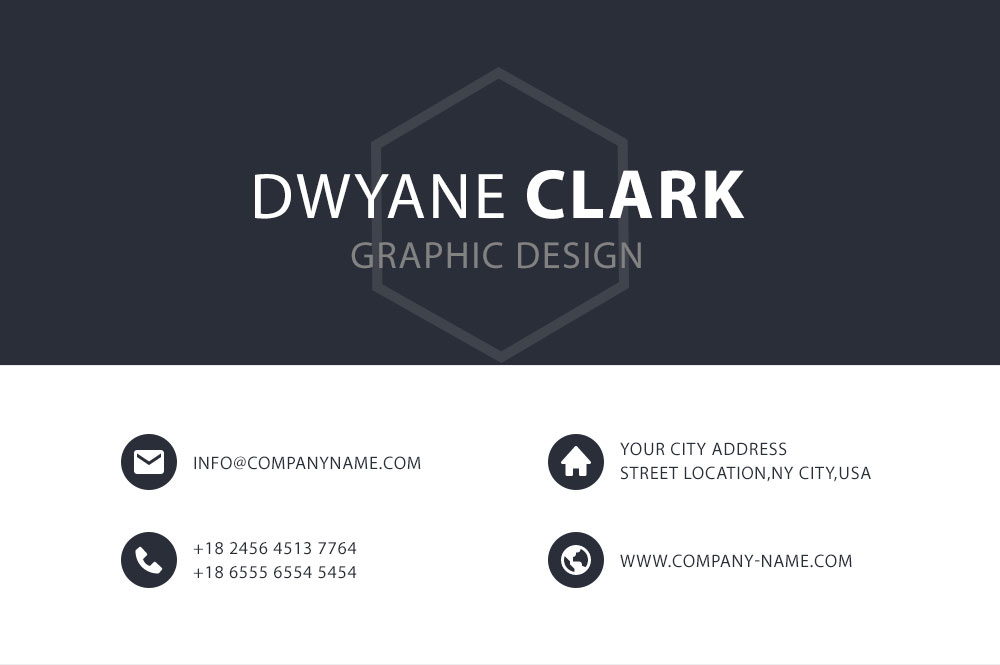 DWYANE CLARK
GRAPHIC DESIGN
INFO@COMPANYNAME.COM
YOUR CITY ADDRESS
STREET LOCATION,NY CITY,USA
+18 2456 4513 7764
+18 6555 6554 5454
WWW.COMPANY-NAME.COM